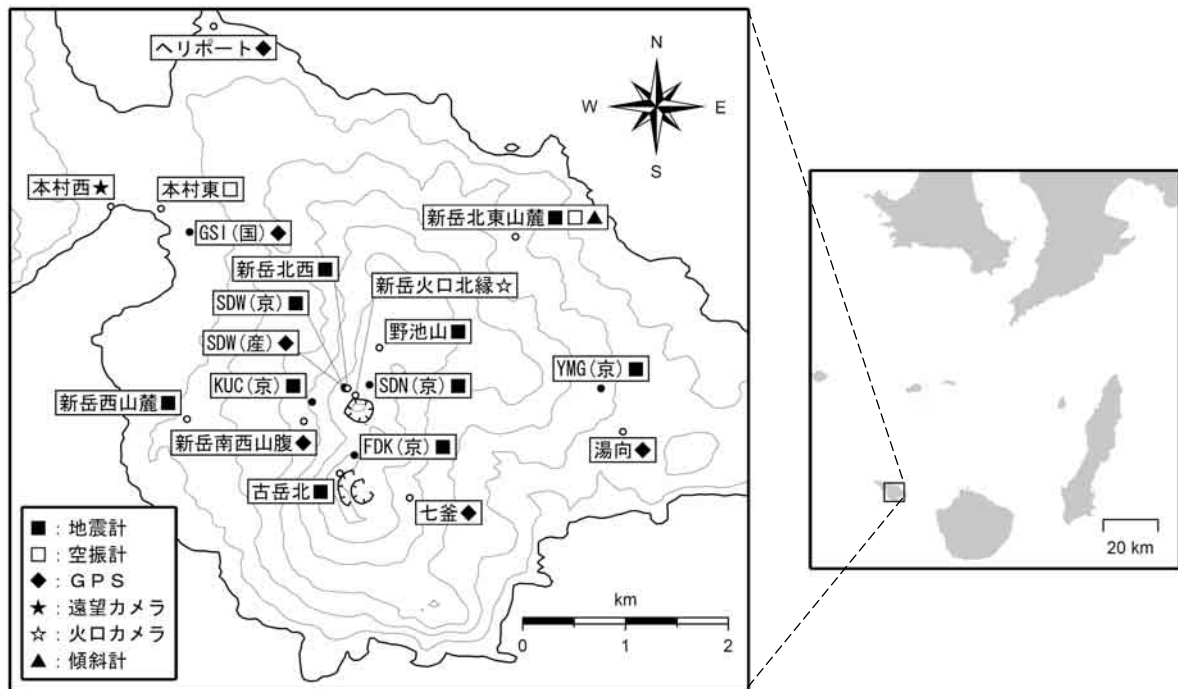 ヘリポート◆
N
W E
S
本村西★
本村東□
GSI(国)◆
新岳北東山麓■□▲
新岳北西■
新岳火口北縁☆
SDW(京)■
野池山■
SDW(産)◆
YMG(京)■
KUC(京)■
SDN(京)■
新岳西山麓■
新岳南西山腹◆
FDK(京)■
湯向◆
古岳北■
七釜◆
■:地震計
□:空振計
◆:GPS
★:遠望カメラ
☆:火口カメラ
▲:傾斜計
km
0 1 2
20 km